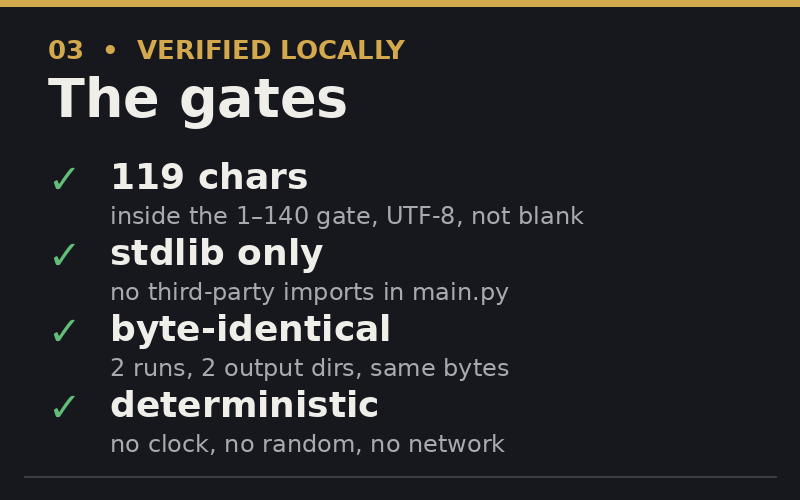 03 • VERIFIED LOCALLY
The gates
✓ 119 chars
inside the 1–140 gate, UTF-8, not blank
✓ stdlib only
no third-party imports in main.py
✓ byte-identical
2 runs, 2 output dirs, same bytes
✓ deterministic
no clock, no random, no network